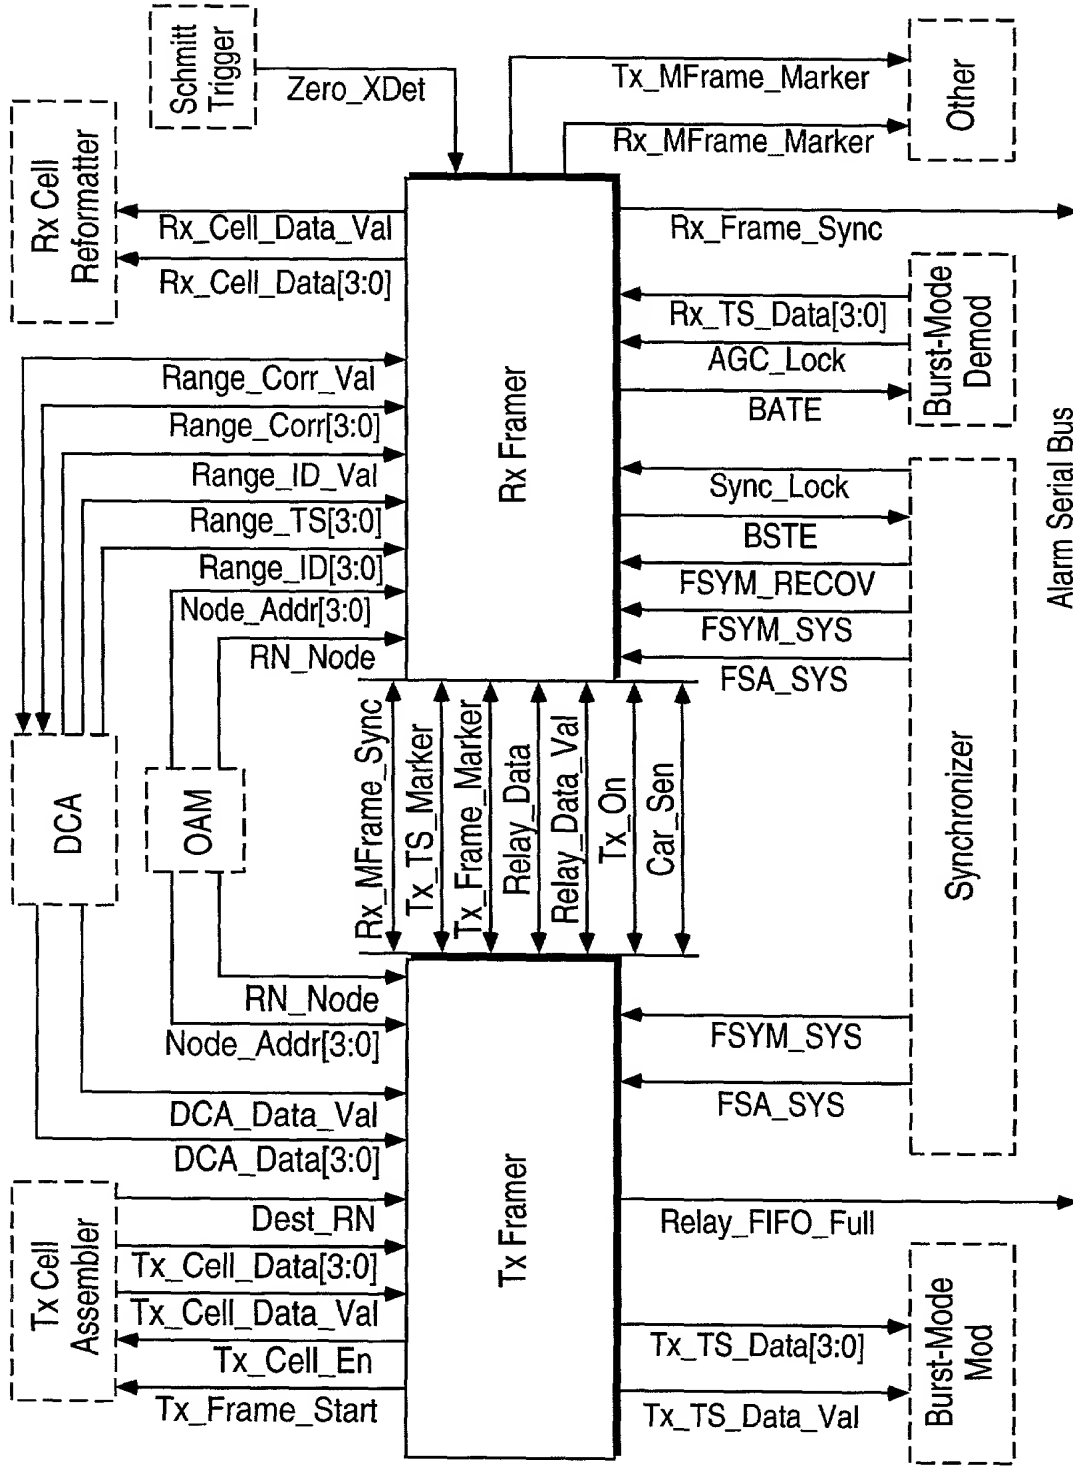 Schmitt
Trigger
Zero_XDet
Tx_MFrame_Marker
Rx_MFrame_Marker
Other
Rx Cell
Reformatter
Rx_Cell_Data_Val
Rx_Cell_Data[3:0]
Rx_Frame_Sync
Rx_TS_Data[3:0]
AGC_Lock
BATE
Burst-Mode
Demod
Range_Corr_Val
Range_Corr[3:0]
Range_ID_Val
Range_TS[3:0]
Range_ID[3:0]
Node_Addr[3:0]
RN_Node
Rx Framer
Sync_Lock
BSTE
FSYM_RECOV
FSYM_SYS
FSA_SYS
Alarm Serial Bus
DCA
OAM
Rx_MFrame_Sync
Tx_TS_Marker
Tx_Frame_Marker
Relay_Data
Relay_Data_Val
Tx_On
Car_Sen
Synchronizer
RN_Node
Node_Addr[3:0]
DCA_Data_Val
DCA_Data[3:0]
FSYM_SYS
FSA_SYS
Tx Framer
Tx Cell
Assembler
Dest_RN
Tx_Cell_Data[3:0]
Tx_Cell_Data_Val
Tx_Cell_En
Tx_Frame_Start
Relay_FIFO_Full
Tx_TS_Data[3:0]
Tx_TS_Data_Val
Burst-Mode
Mod